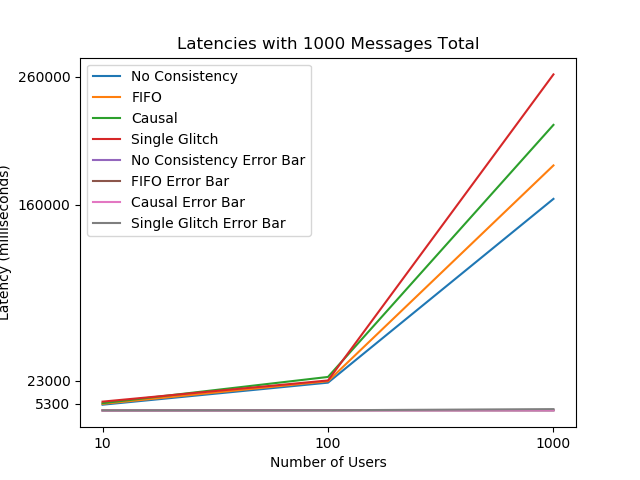 Latencies with 1000 Messages Total
260000
160000
23000
5300
Latency (milliseconds)
No Consistency
FIFO
Causal
Single Glitch
No Consistency Error Bar
FIFO Error Bar
Causal Error Bar
Single Glitch Error Bar
10
100
1000
Number of Users